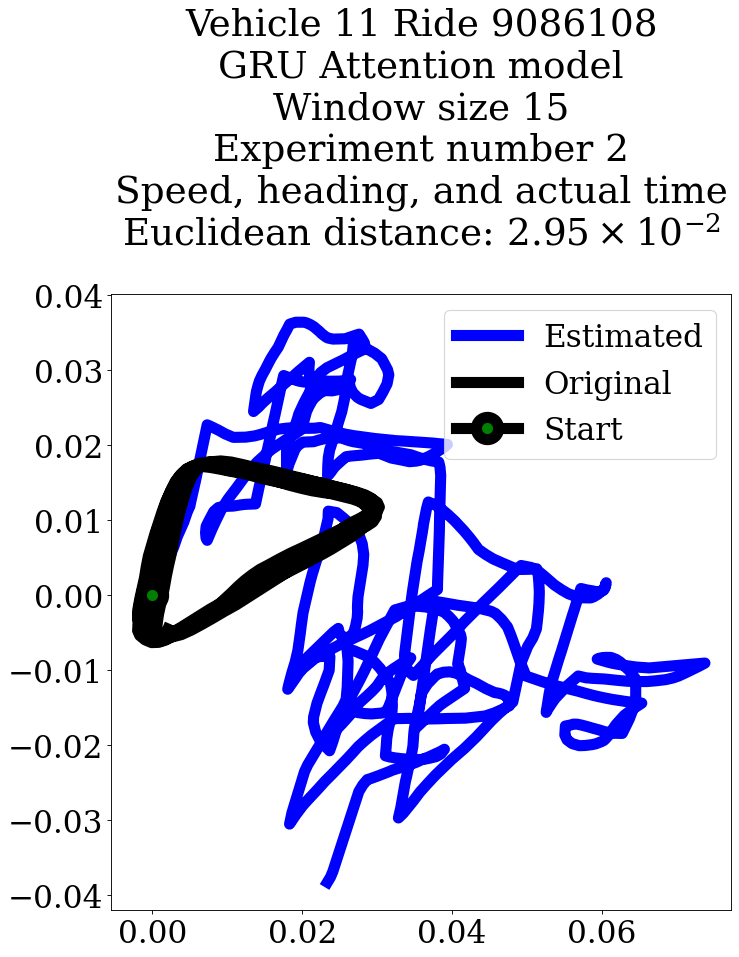 Vehicle 11 Ride 9086108
GRU Attention model
Window size 15
Experiment number 2
Speed, heading, and actual time
Euclidean distance: 2.95 × 10⁻²
Estimated
Original
Start
0.04
0.03
0.02
0.01
0.00
−0.01
−0.02
−0.03
−0.04
0.00 0.02 0.04 0.06